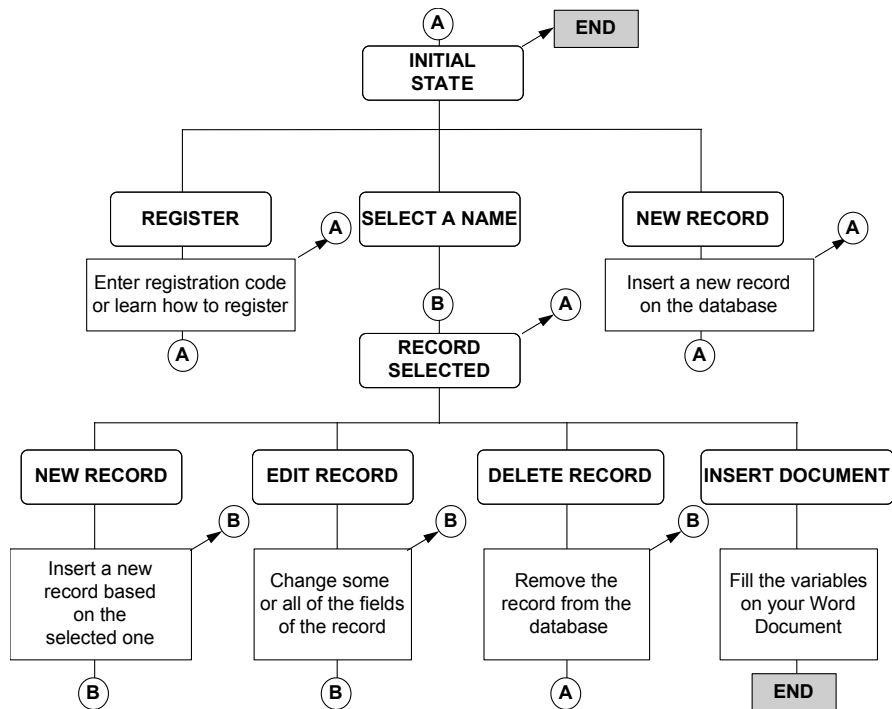 A
END
INITIAL
STATE
REGISTER
SELECT A NAME
NEW RECORD
A
A
Enter registration code
or learn how to register
Insert a new record
on the database
B
A
A
A
RECORD
SELECTED
NEW RECORD
EDIT RECORD
DELETE RECORD
INSERT DOCUMENT
B
B
B
Insert a new
record based
on the
selected one
Change some
or all of the fields
of the record
Remove the
record from the
database
Fill the variables
on your Word
Document
B
B
A
END